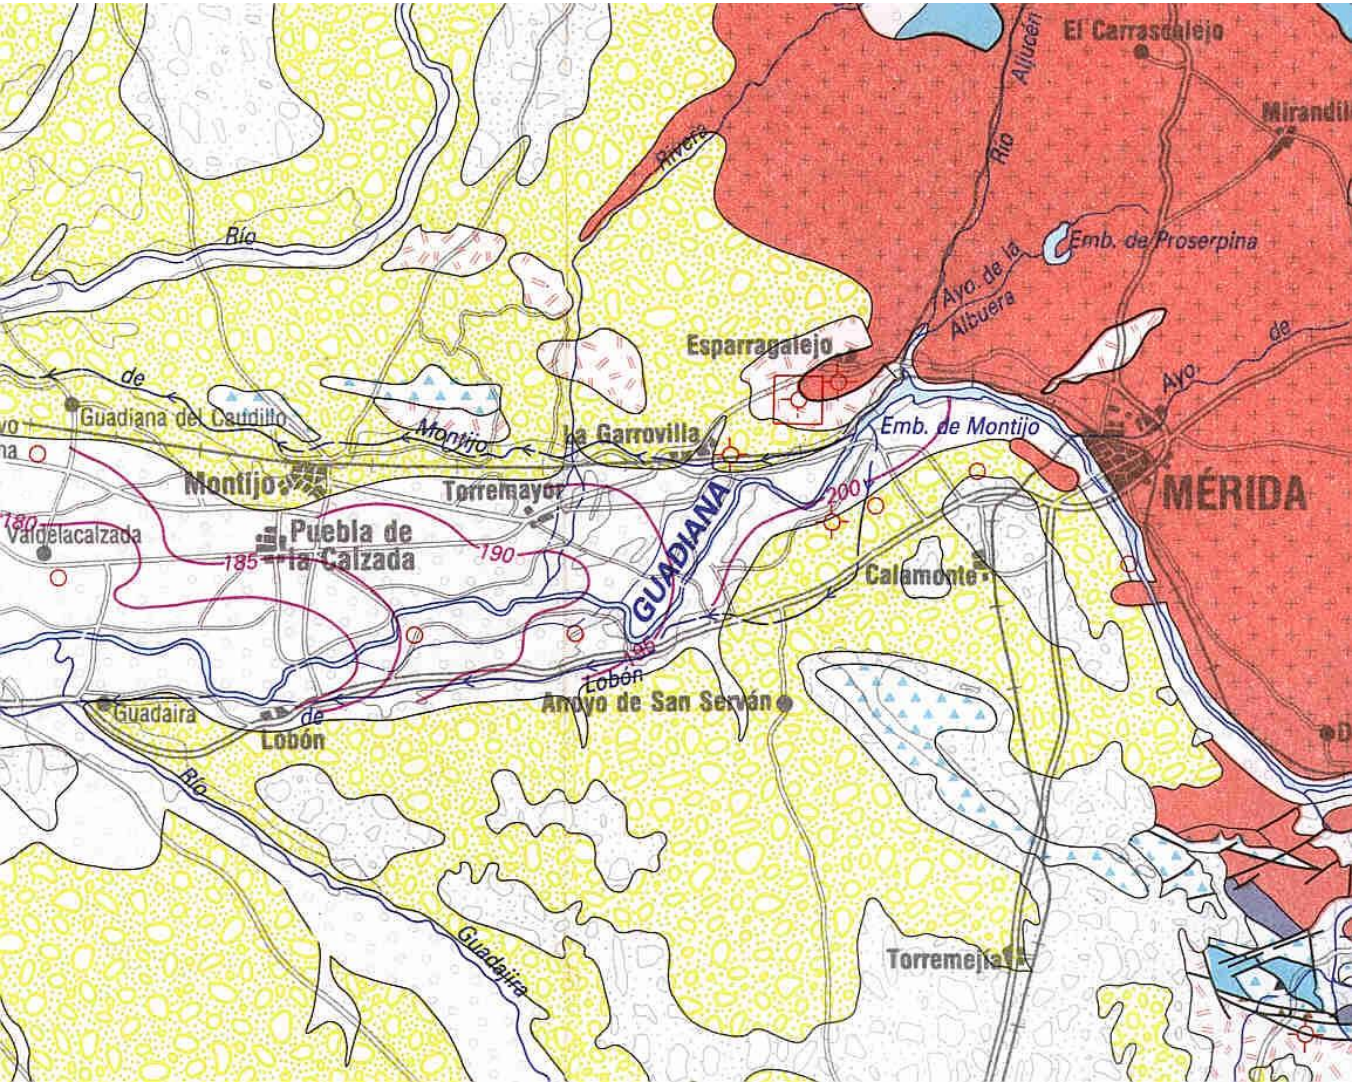 El Carrascalejo
Río Aljucén
Mirandil
Rivera
Río
Emb. de Proserpina
Ayo. de la
Albuera
Esparragalejo
Ayo. de
de
Guadiana del Caudillo
Emb. de Montijo
vo
na
Montijo
La Garrovilla
Montijo
Torremayor
MÉRIDA
200
180
Valdelacalzada
Puebla de
la Calzada
185
190
GUADIANA
Calamonte
195
Lobón
Guadaira
de
Arroyo de San Serván
Lobón
D
Río
Guadajira
Torremejía